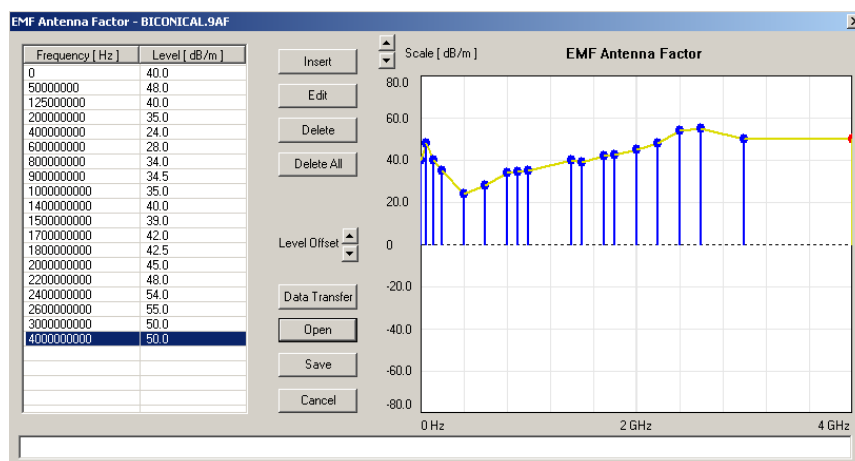 EMF Antenna Factor - BICONICAL.9AF
Frequency [ Hz ] Level [ dB/m ]
0 40.0
50000000 48.0
125000000 40.0
200000000 35.0
400000000 24.0
600000000 28.0
800000000 34.0
900000000 34.5
1000000000 35.0
1400000000 40.0
1500000000 39.0
1700000000 42.0
1800000000 42.5
2000000000 45.0
2200000000 48.0
2400000000 54.0
2600000000 55.0
3000000000 50.0
4000000000 50.0
Insert
Edit
Delete
Delete All
Level Offset
Data Transfer
Open
Save
Cancel
Scale [ dB/m ]
EMF Antenna Factor
80.0
60.0
40.0
20.0
0
-20.0
-40.0
-60.0
-80.0
0 Hz 2 GHz 4 GHz